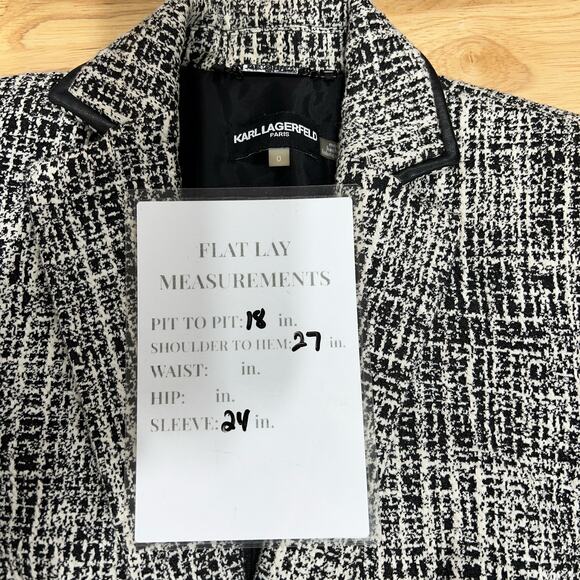 KARL LAGERFELD
PARIS
0
FLAT LAY
MEASUREMENTS
PIT TO PIT: 18 in.
SHOULDER TO HEM: 27 in.
WAIST: in.
HIP: in.
SLEEVE: 24 in.